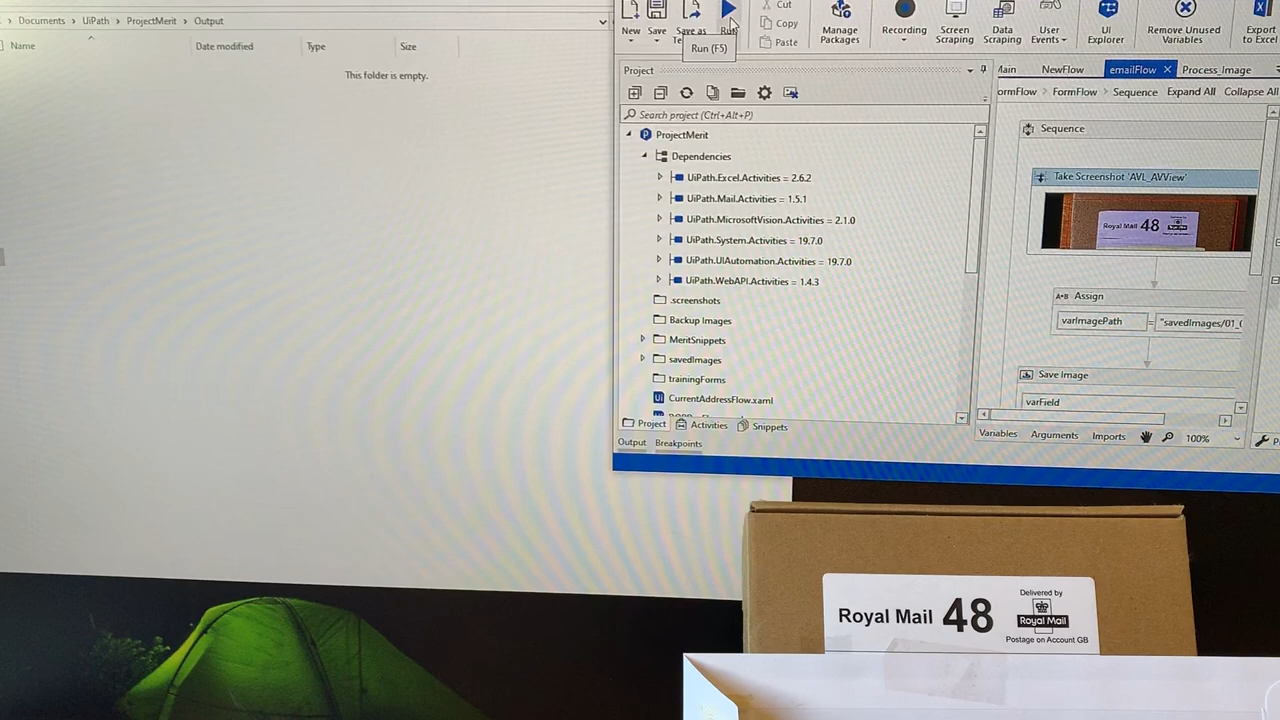 Documents > UiPath > ProjectMerit > Output
Name
Date modified
Type
Size
This folder is empty.
New
Save
Save as
Run
Run (F5)
Cut
Copy
Paste
Manage
Packages
Recording
Screen
Scraping
Data
Scraping
User
Events
UI
Explorer
Remove Unused
Variables
Export
to Excel
Project
Search project (Ctrl+Alt+P)
ProjectMerit
Dependencies
UiPath.Excel.Activities = 2.6.2
UiPath.Mail.Activities = 1.5.1
UiPath.MicrosoftVision.Activities = 2.1.0
UiPath.System.Activities = 19.7.0
UiPath.UIAutomation.Activities = 19.7.0
UiPath.WebAPI.Activities = 1.4.3
.screenshots
Backup Images
MeritSnippets
savedImages
trainingForms
CurrentAddressFlow.xaml
Project
Activities
Snippets
Output
Breakpoints
Main
NewFlow
emailFlow
Process_Image
ormFlow > FormFlow > Sequence
Expand All
Collapse All
Sequence
Take Screenshot 'AVL_AVView'
Royal Mail 48
A+B Assign
varImagePath = "savedImages/01_
Save Image
varField
Variables
Arguments
Imports
100%
Royal Mail 48
Delivered by
Royal Mail
Postage on Account GB